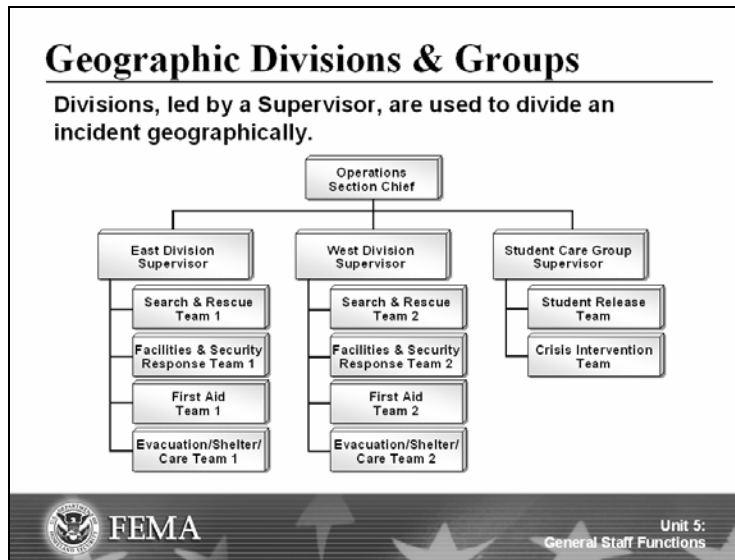 Geographic Divisions & Groups
Divisions, led by a Supervisor, are used to divide an
incident geographically.
Operations
Section Chief
East Division
Supervisor
Search & Rescue
Team 1
Facilities & Security
Response Team 1
First Aid
Team 1
Evacuation/Shelter/
Care Team 1
West Division
Supervisor
Search & Rescue
Team 2
Facilities & Security
Response Team 2
First Aid
Team 2
Evacuation/Shelter/
Care Team 2
Student Care Group
Supervisor
Student Release
Team
Crisis Intervention
Team
FEMA
Unit 5:
General Staff Functions